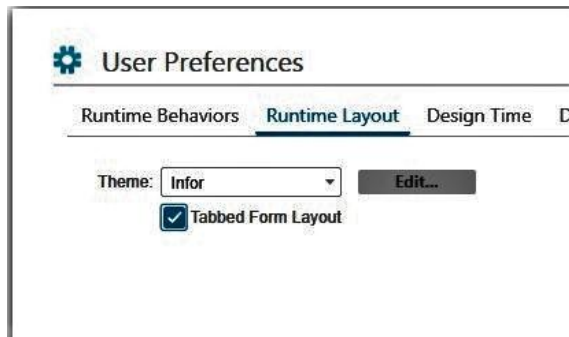 User Preferences
Runtime Behaviors Runtime Layout Design Time D
Theme: Infor Edit...
Tabbed Form Layout